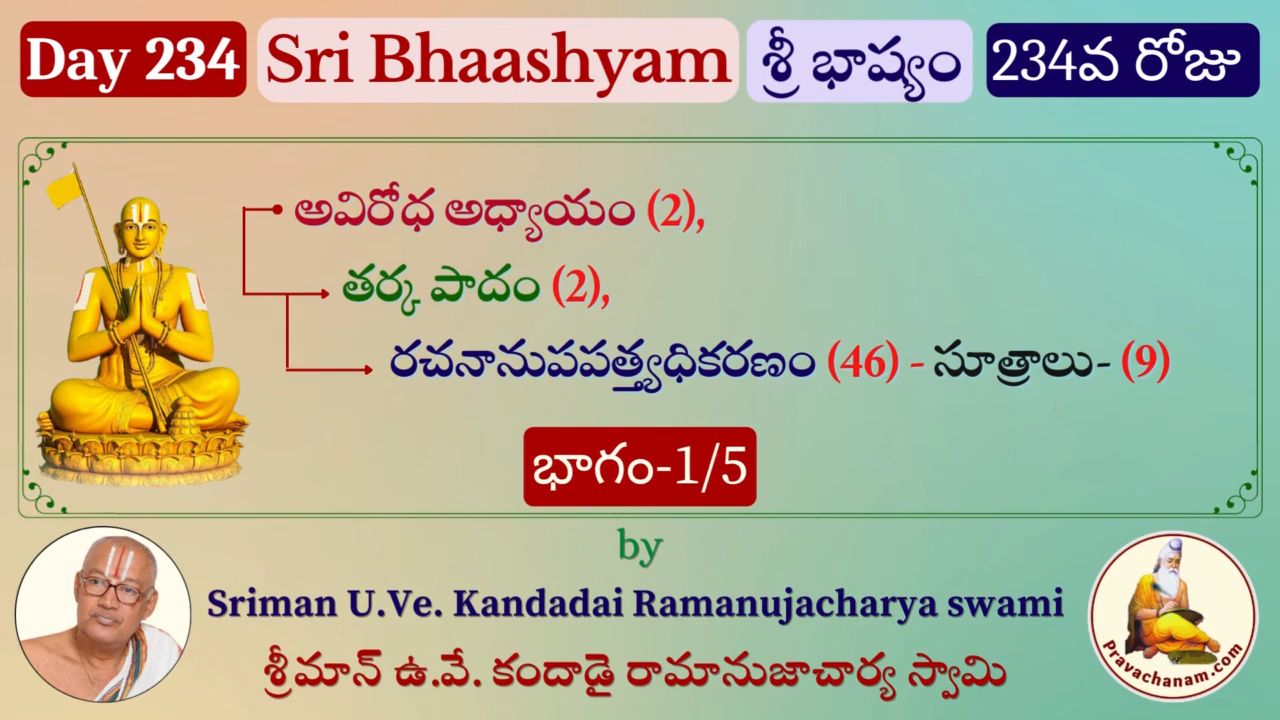 Day 234 Sri Bhaashyam శ్రీ భాష్యం 234వ రోజు
అవిరోధ అధ్యాయం (2),
తర్క పాదం (2),
రచనానుపపత్త్యధికరణం (46) - సూత్రాలు- (9)
భాగం-1/5
by
Sriman U.Ve. Kandadai Ramanujacharya swami
శ్రీమాన్ ఉ.వే. కందాడై రామానుజాచార్య స్వామి
Pravachanam.com